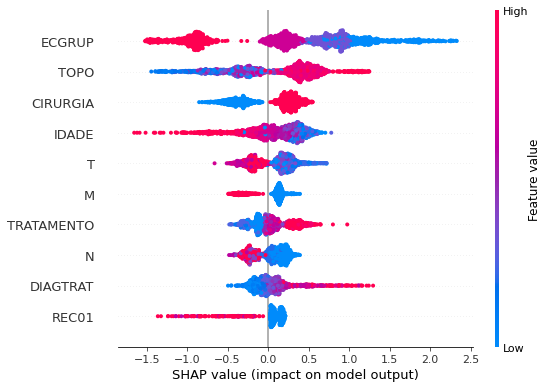 High
ECGRUP
TOPO
CIRURGIA
IDADE
T
M
TRATAMENTO
N
DIAGTRAT
REC01
Feature value
Low
−1.5 −1.0 −0.5 0.0 0.5 1.0 1.5 2.0 2.5
SHAP value (impact on model output)